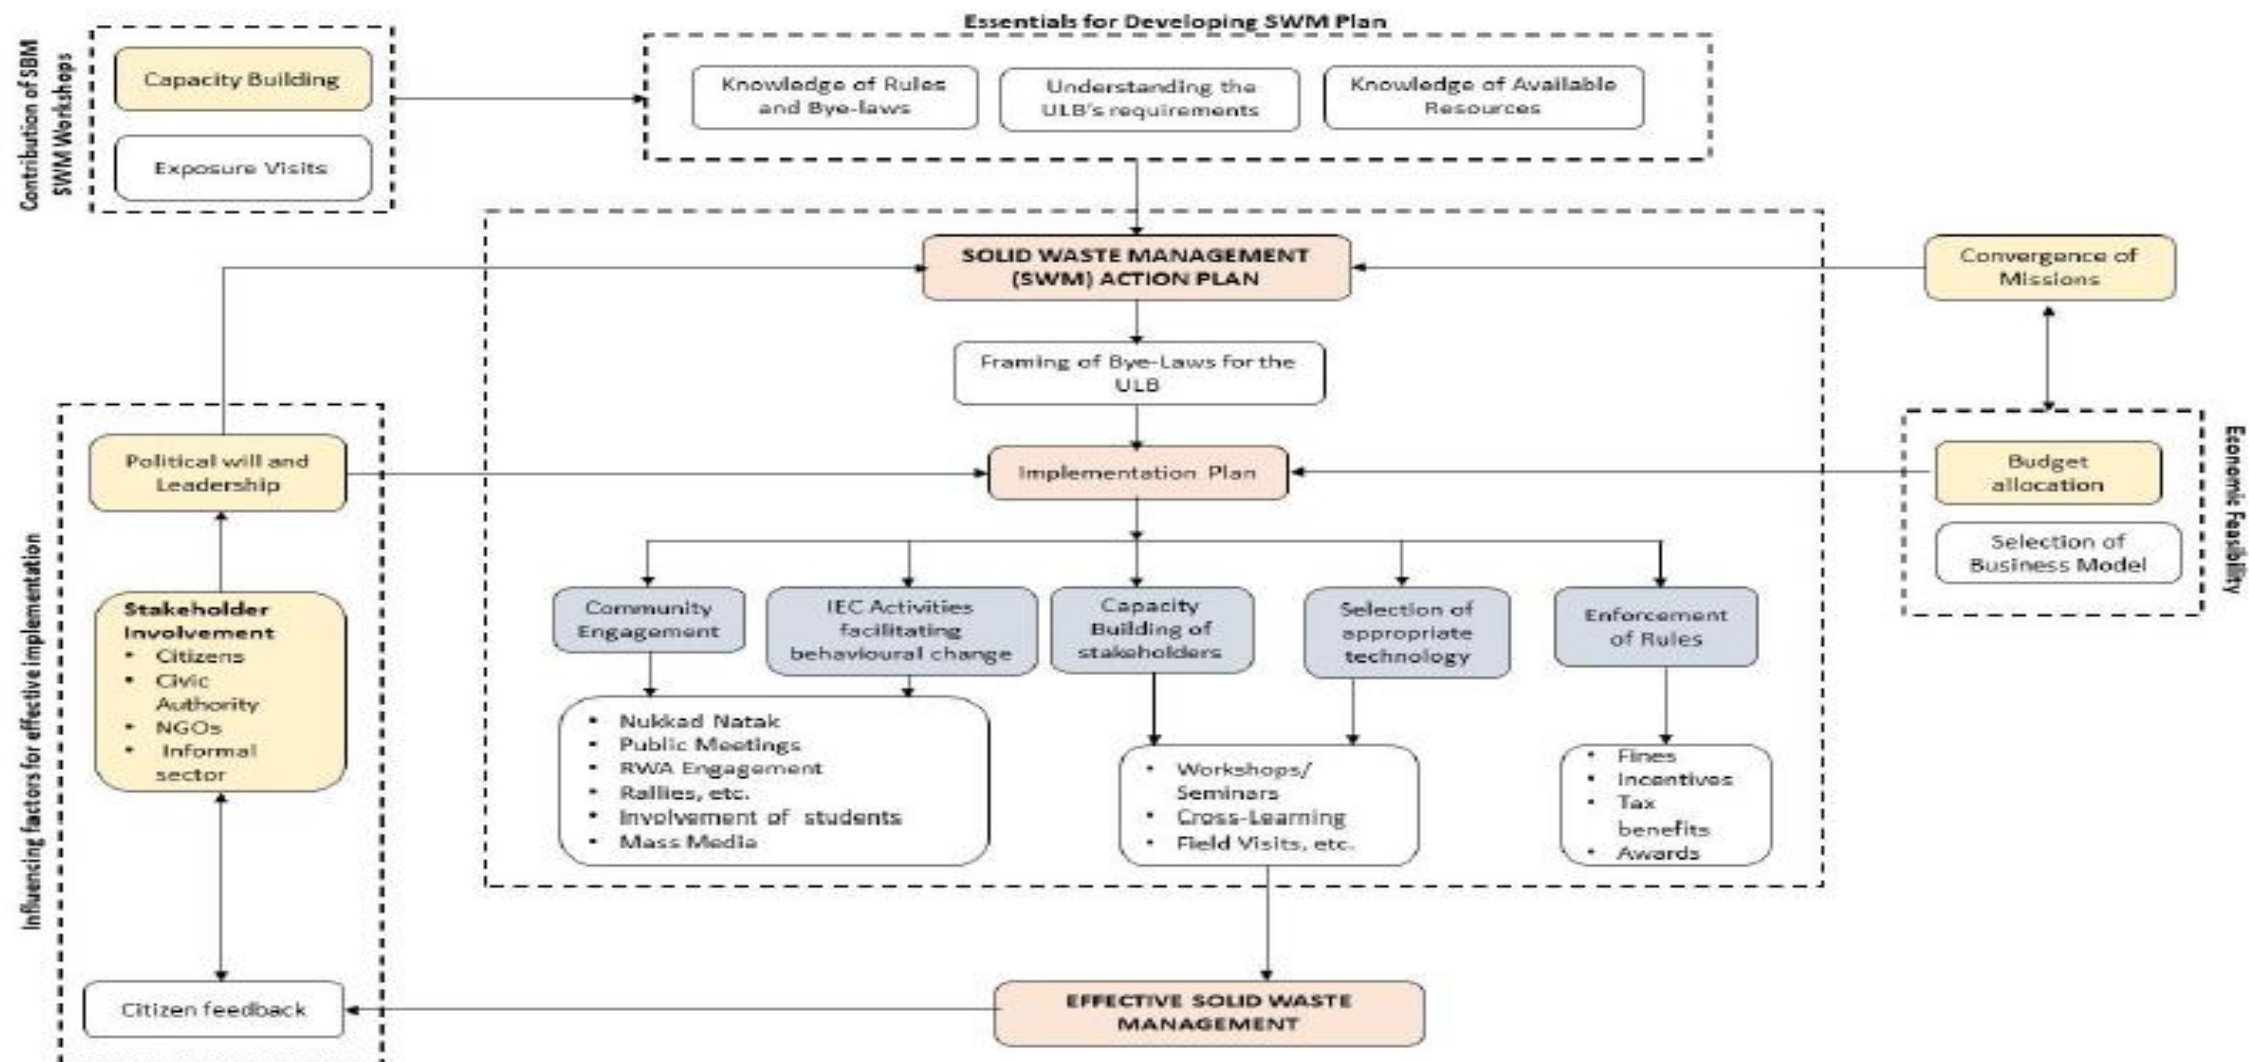 Essentials for Developing SWM Plan
Contribution of SBM
SWM Workshops
Capacity Building
Exposure Visits
Knowledge of Rules
and Bye-laws
Understanding the
ULB's requirements
Knowledge of Available
Resources
SOLID WASTE MANAGEMENT
(SWM) ACTION PLAN
Convergence of
Missions
Framing of Bye-Laws for the
ULB
Influencing factors for effective implementation
Political will and
Leadership
Implementation Plan
Budget
allocation
Selection of
Business Model
Economic Feasibility
Stakeholder
Involvement
• Citizens
• Civic
Authority
• NGOs
• Informal
sector
Community
Engagement
IEC Activities
facilitating
behavioural change
Capacity
Building of
stakeholders
Selection of
appropriate
technology
Enforcement
of Rules
• Nukkad Natak
• Public Meetings
• RWA Engagement
• Rallies, etc.
• Involvement of students
• Mass Media
• Workshops/
Seminars
• Cross-Learning
• Field Visits, etc.
• Fines
• Incentives
• Tax
benefits
• Awards
Citizen feedback
EFFECTIVE SOLID WASTE
MANAGEMENT